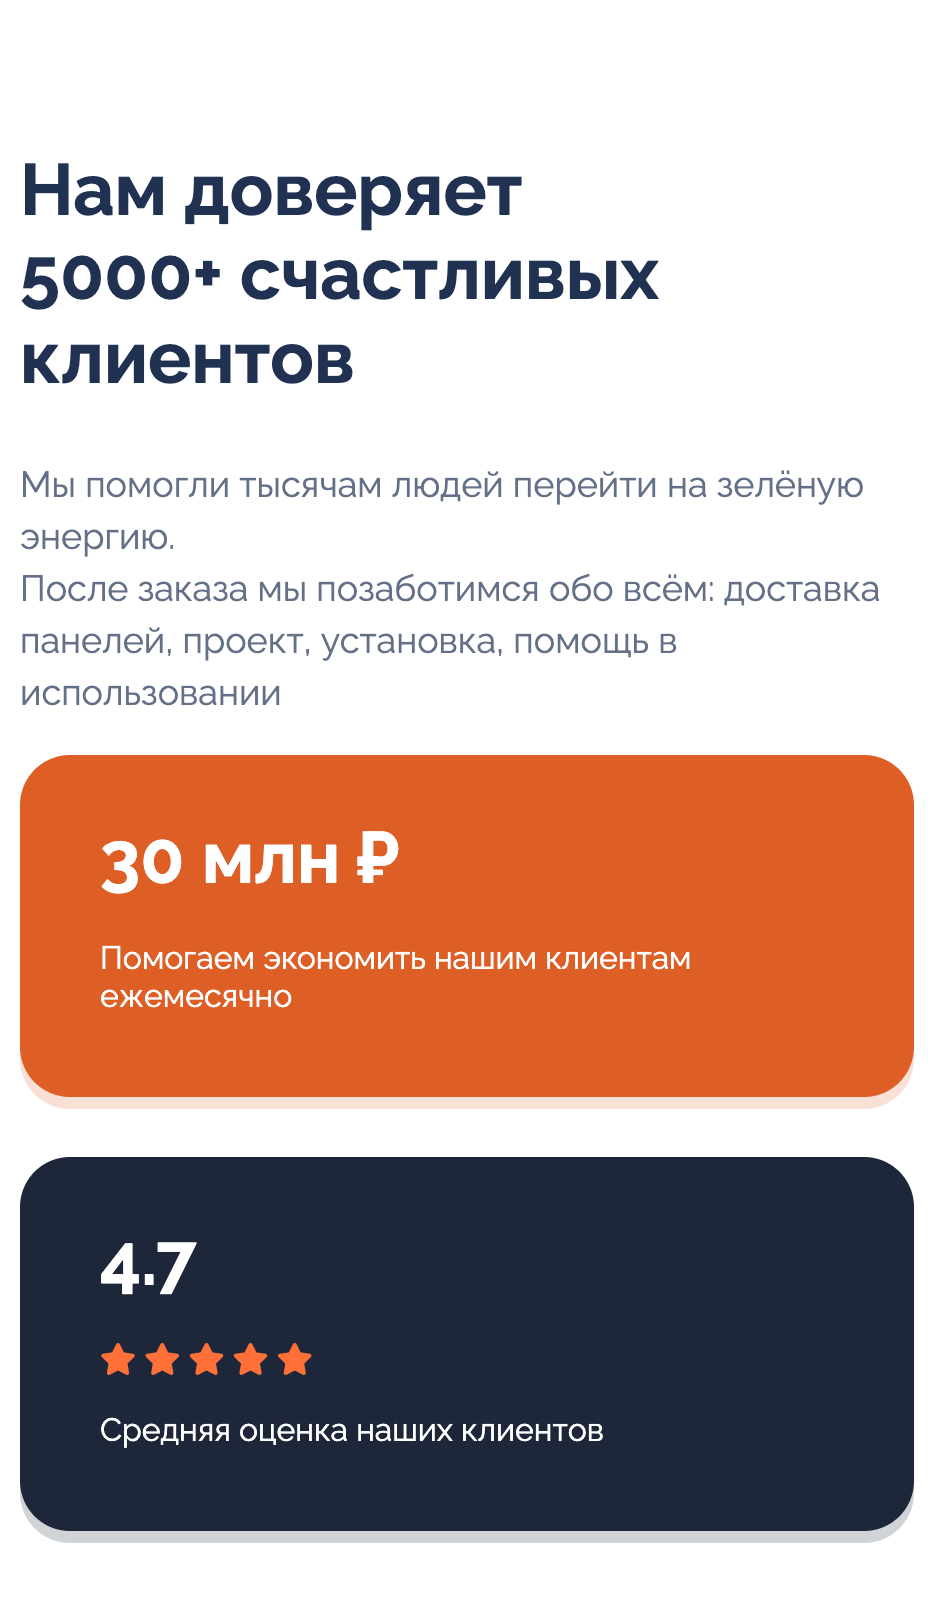 Нам доверяет
5000+ счастливых
клиентов
Мы помогли тысячам людей перейти на зелёную
энергию.
После заказа мы позаботимся обо всём: доставка
панелей, проект, установка, помощь в
использовании
30 млн ₽
Помогаем экономить нашим клиентам
ежемесячно
4.7
Средняя оценка наших клиентов